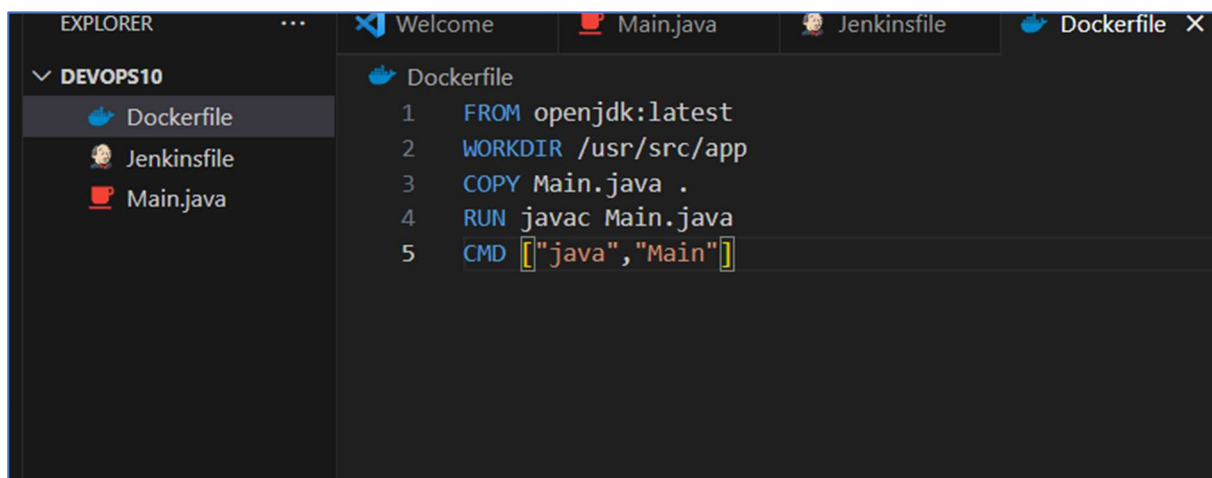 EXPLORER ...
Welcome Main.java Jenkinsfile Dockerfile
DEVOPS10
Dockerfile
Jenkinsfile
Main.java
Dockerfile
1 FROM openjdk:latest
2 WORKDIR /usr/src/app
3 COPY Main.java .
4 RUN javac Main.java
5 CMD ["java","Main"]